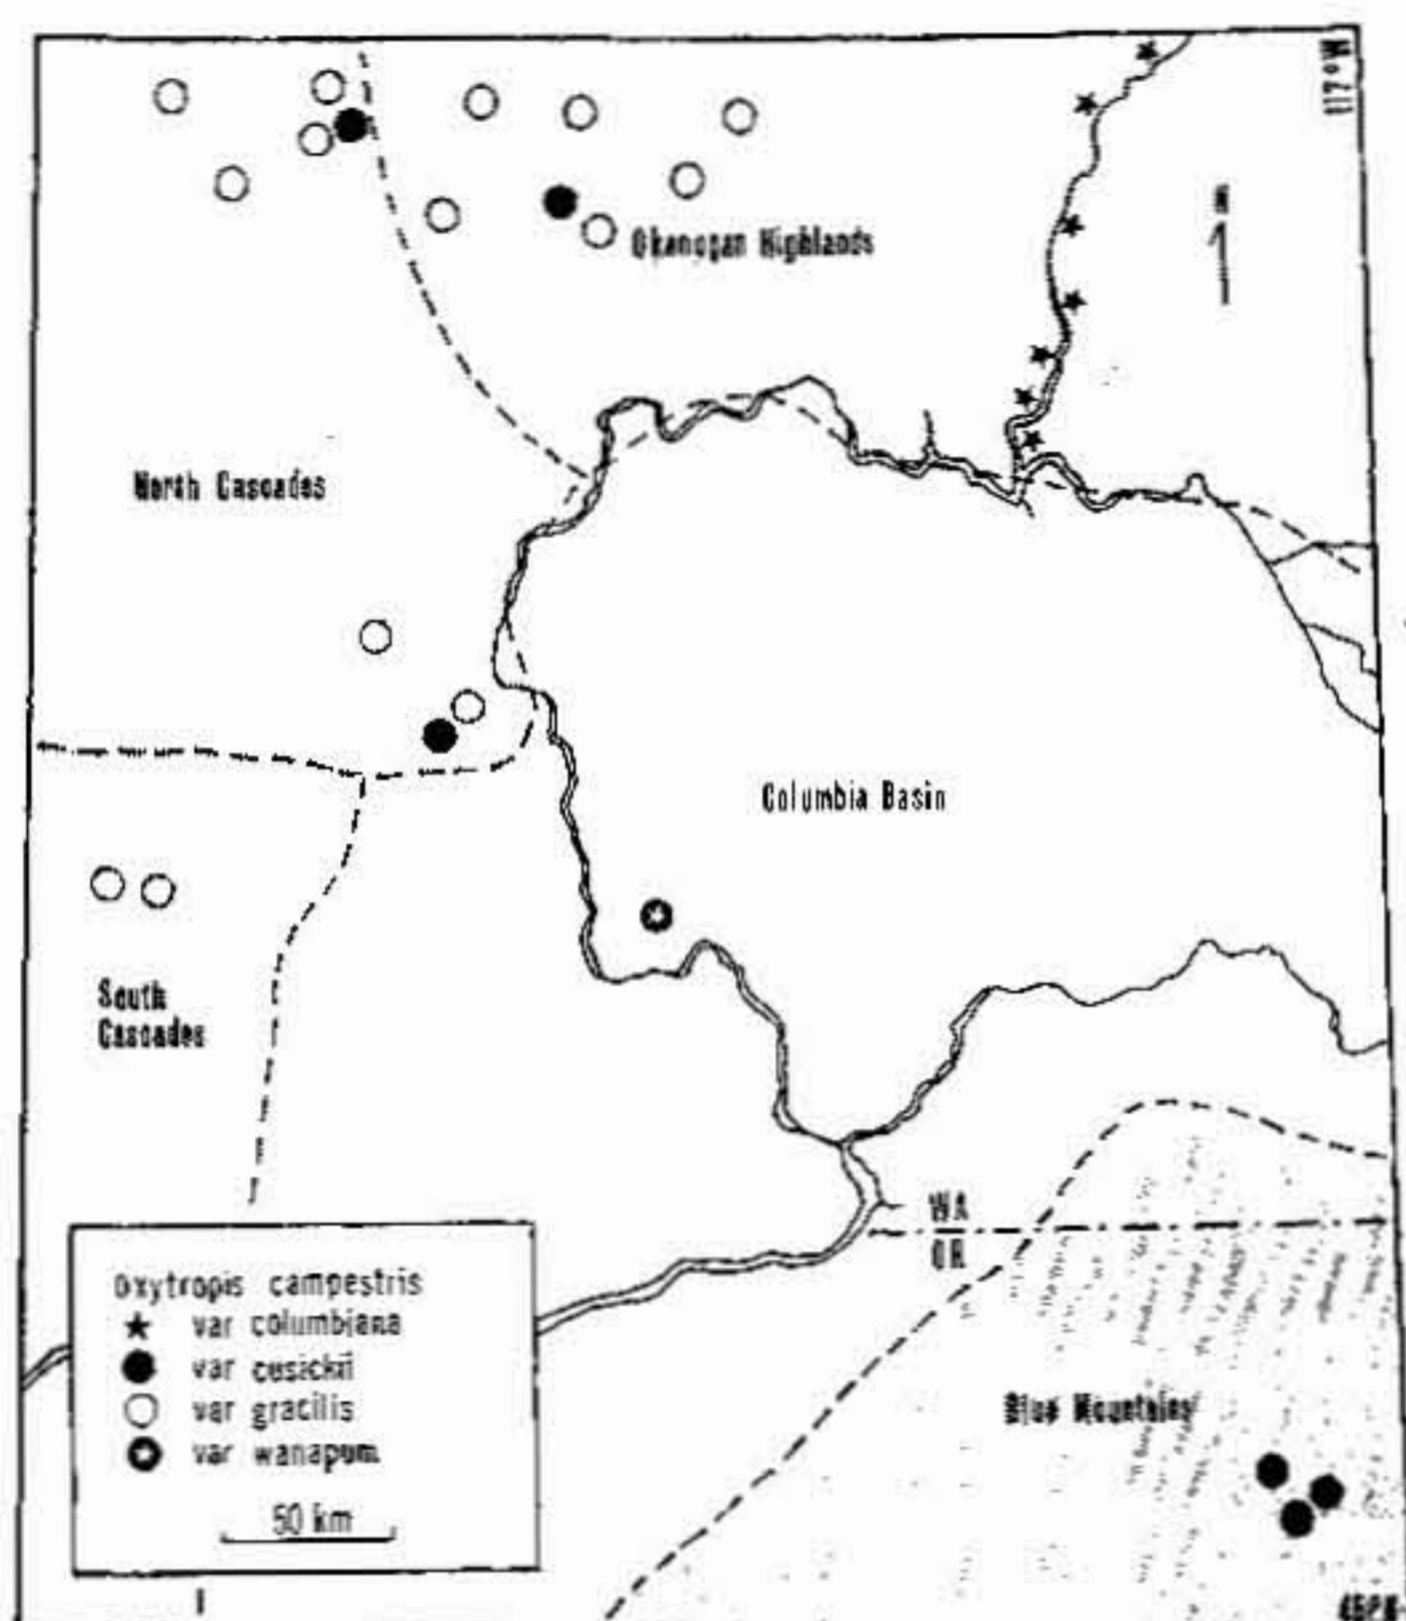 117°W
N
Okanogan Highlands
North Cascades
Columbia Basin
South
Cascades
WA
OR
Oxytropis campestris
var columbiana
var cusickii
var gracilis
var wanapum
50 km
Blue Mountains